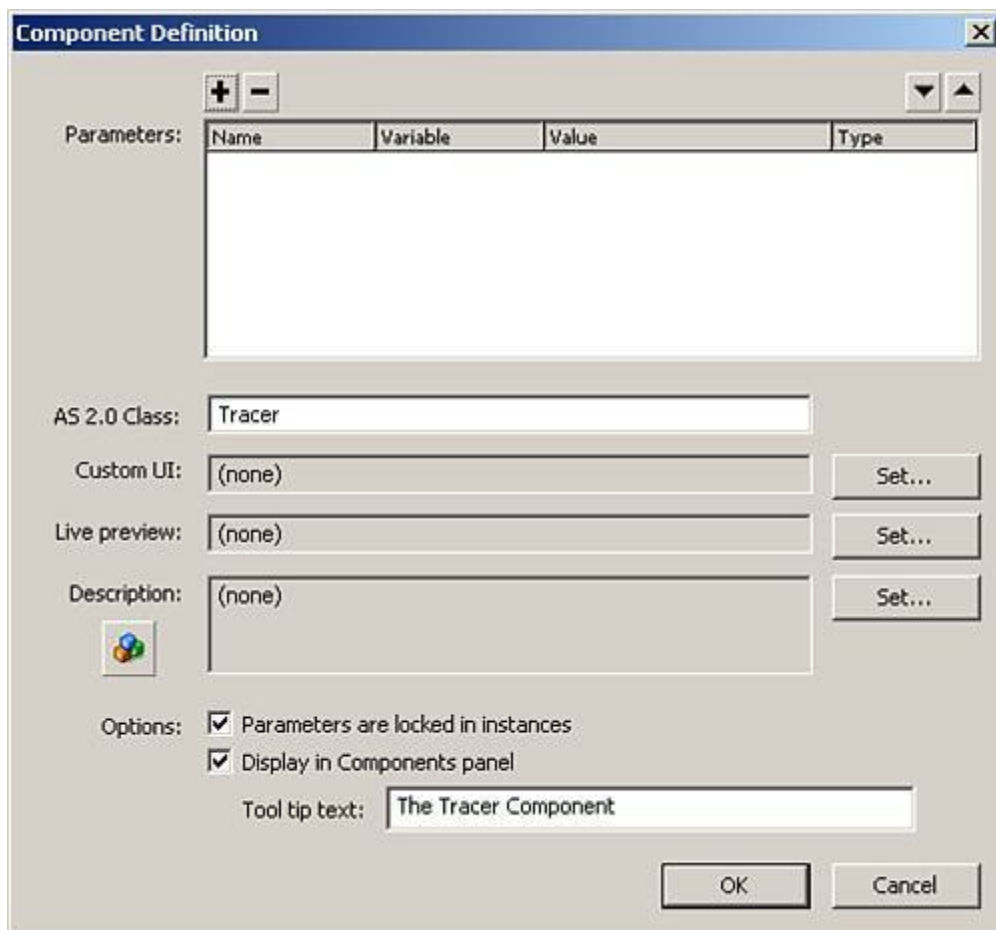 Component Definition
Parameters: Name Variable Value Type
AS 2.0 Class: Tracer
Custom UI: (none) Set...
Live preview: (none) Set...
Description: (none) Set...
Options: Parameters are locked in instances
Display in Components panel
Tool tip text: The Tracer Component
OK Cancel